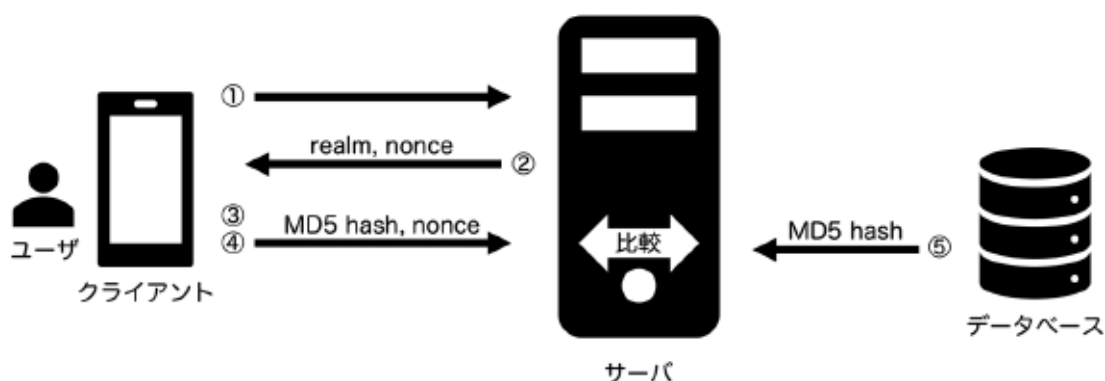 ①
realm, nonce
②
③
④
MD5 hash, nonce
比較
MD5 hash
⑤
ユーザ
クライアント
サーバ
データベース